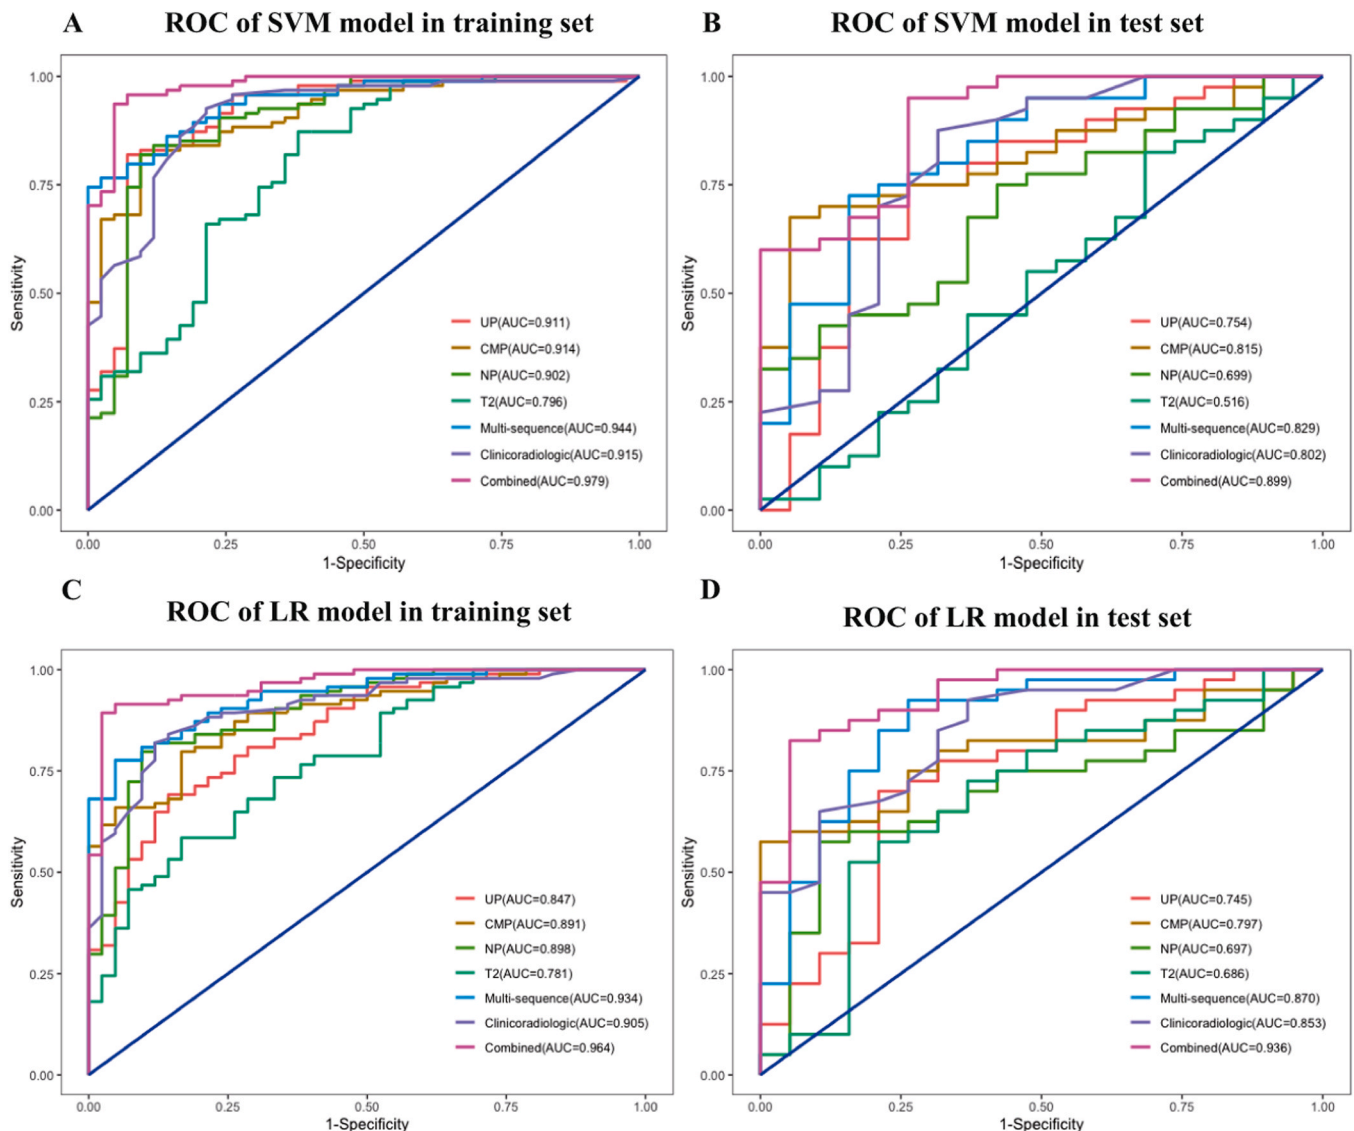 A
ROC of SVM model in training set
1.00
0.75
0.50
0.25
0.00
Sensitivity
UP(AUC=0.911)
CMP(AUC=0.914)
NP(AUC=0.902)
T2(AUC=0.796)
Multi-sequence(AUC=0.944)
Clinicoradiologic(AUC=0.915)
Combined(AUC=0.979)
0.00 0.25 0.50 0.75 1.00
1-Specificity
B
ROC of SVM model in test set
1.00
0.75
0.50
0.25
0.00
Sensitivity
UP(AUC=0.754)
CMP(AUC=0.815)
NP(AUC=0.699)
T2(AUC=0.516)
Multi-sequence(AUC=0.829)
Clinicoradiologic(AUC=0.802)
Combined(AUC=0.899)
0.00 0.25 0.50 0.75 1.00
1-Specificity
C
ROC of LR model in training set
1.00
0.75
0.50
0.25
0.00
Sensitivity
UP(AUC=0.847)
CMP(AUC=0.891)
NP(AUC=0.898)
T2(AUC=0.781)
Multi-sequence(AUC=0.934)
Clinicoradiologic(AUC=0.905)
Combined(AUC=0.964)
0.00 0.25 0.50 0.75 1.00
1-Specificity
D
ROC of LR model in test set
1.00
0.75
0.50
0.25
0.00
Sensitivity
UP(AUC=0.745)
CMP(AUC=0.797)
NP(AUC=0.697)
T2(AUC=0.686)
Multi-sequence(AUC=0.870)
Clinicoradiologic(AUC=0.853)
Combined(AUC=0.936)
0.00 0.25 0.50 0.75 1.00
1-Specificity